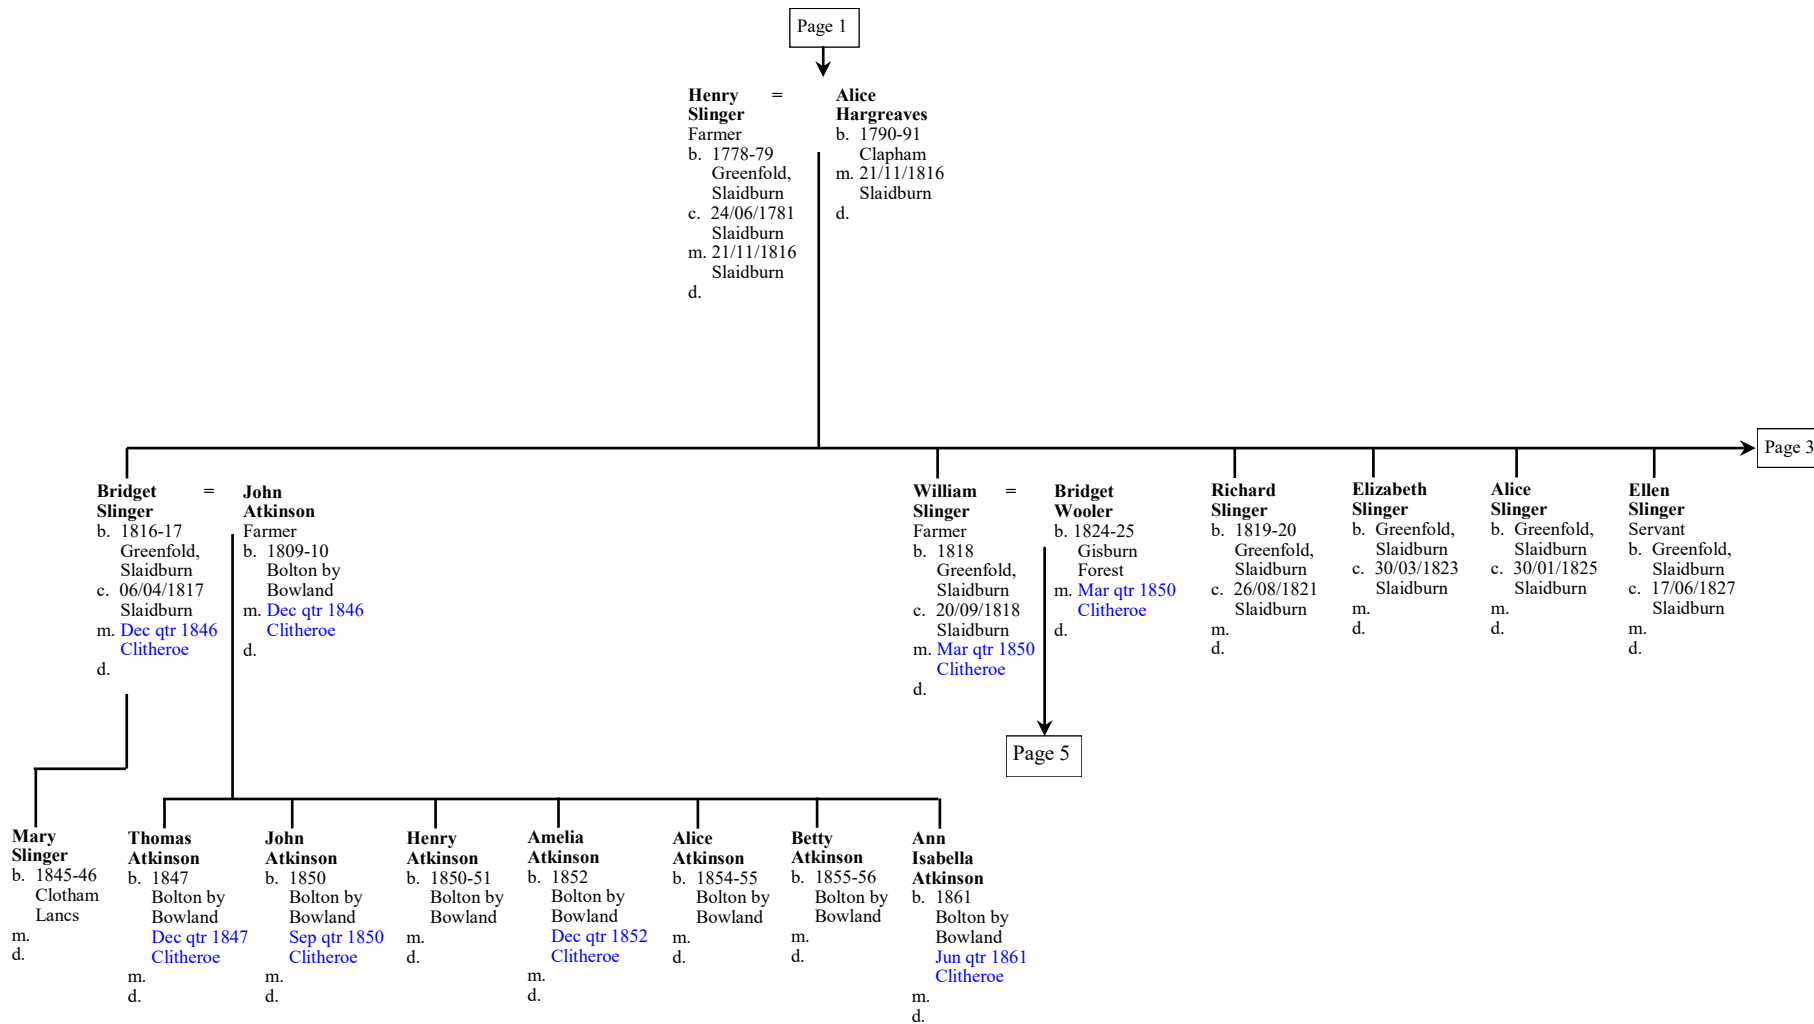 Page 1
Henry =
Slinger
Farmer
b. 1778-79
Greenfold,
Slaidburn
c. 24/06/1781
Slaidburn
m. 21/11/1816
Slaidburn
d.
Alice
Hargreaves
b. 1790-91
Clapham
m. 21/11/1816
Slaidburn
d.
Page 3
Bridget =
Slinger
b. 1816-17
Greenfold,
Slaidburn
c. 06/04/1817
Slaidburn
m. Dec qtr 1846
Clitheroe
d.
John
Atkinson
Farmer
b. 1809-10
Bolton by
Bowland
m. Dec qtr 1846
Clitheroe
d.
William =
Slinger
Farmer
b. 1818
Greenfold,
Slaidburn
c. 20/09/1818
Slaidburn
m. Mar qtr 1850
Clitheroe
d.
Bridget
Wooler
b. 1824-25
Gisburn
Forest
m. Mar qtr 1850
Clitheroe
d.
Richard
Slinger
b. 1819-20
Greenfold,
Slaidburn
c. 26/08/1821
Slaidburn
m.
d.
Elizabeth
Slinger
b. Greenfold,
Slaidburn
c. 30/03/1823
Slaidburn
m.
d.
Alice
Slinger
b. Greenfold,
Slaidburn
c. 30/01/1825
Slaidburn
m.
d.
Ellen
Slinger
Servant
b. Greenfold,
Slaidburn
c. 17/06/1827
Slaidburn
m.
d.
Page 5
Mary
Slinger
b. 1845-46
Clotham
Lancs
m.
d.
Thomas
Atkinson
b. 1847
Bolton by
Bowland
Dec qtr 1847
Clitheroe
m.
d.
John
Atkinson
b. 1850
Bolton by
Bowland
Sep qtr 1850
Clitheroe
m.
d.
Henry
Atkinson
b. 1850-51
Bolton by
Bowland
m.
d.
Amelia
Atkinson
b. 1852
Bolton by
Bowland
Dec qtr 1852
Clitheroe
m.
d.
Alice
Atkinson
b. 1854-55
Bolton by
Bowland
m.
d.
Betty
Atkinson
b. 1855-56
Bolton by
Bowland
m.
d.
Ann
Isabella
Atkinson
b. 1861
Bolton by
Bowland
Jun qtr 1861
Clitheroe
m.
d.